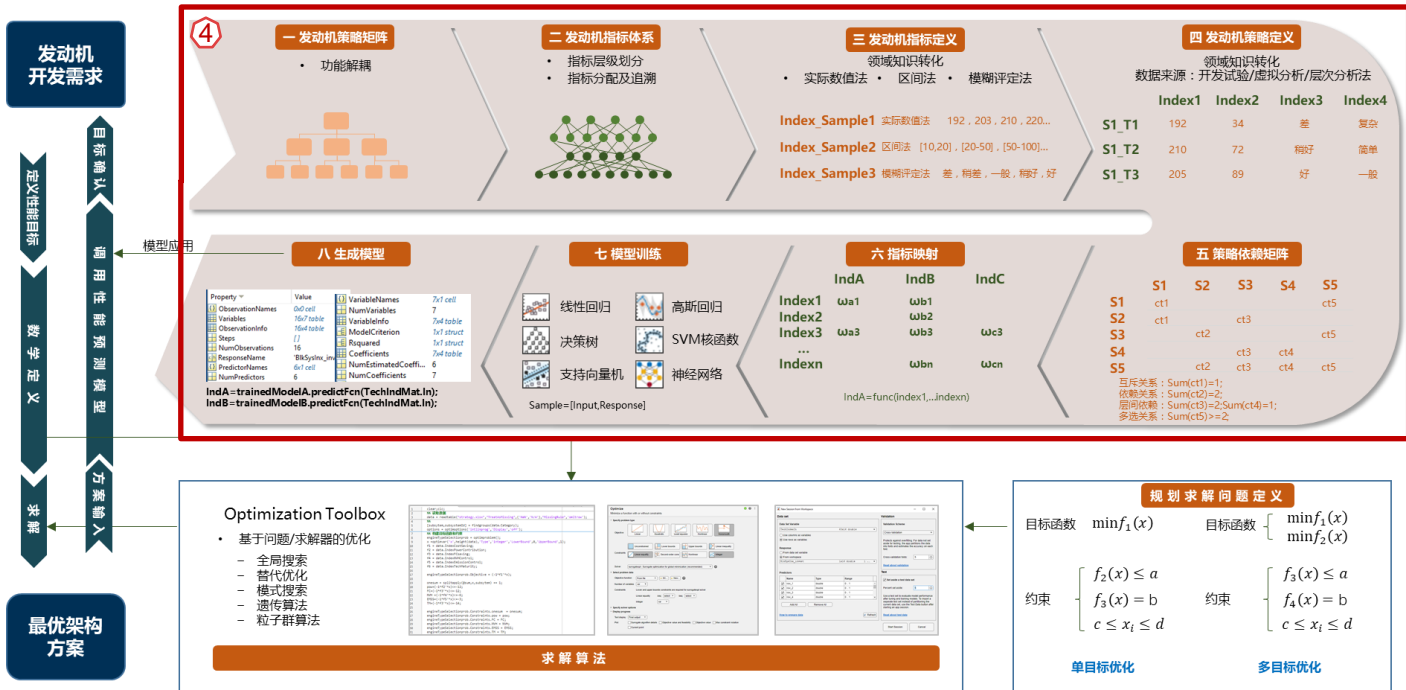 发动机
开发需求
目标确认
定义性能目标
调用性能预测模型
数学定义
方案输入
求解
最优架构
方案
④
一 发动机策略矩阵
• 功能解耦
二 发动机指标体系
• 指标层级划分
• 指标分配及追溯
三 发动机指标定义
领域知识转化
• 实际数值法 • 区间法 • 模糊评定法
Index_Sample1 实际数值法 192，203，210，220...
Index_Sample2 区间法 [10,20]，[20-50]，[50-100]...
Index_Sample3 模糊评定法 差，稍差，一般，稍好，好
四 发动机策略定义
领域知识转化
数据来源：开发试验/虚拟分析/层次分析法
Index1 Index2 Index3 Index4
S1_T1 192 34 差 复杂
S1_T2 210 72 稍好 简单
S1_T3 205 89 好 一般
五 策略依赖矩阵
S1 S2 S3 S4 S5
S1 ct1 ct5
S2 ct1 ct3
S3 ct2 ct5
S4 ct3 ct4
S5 ct2 ct3 ct4 ct5
互斥关系：Sum(ct1)=1;
依赖关系：Sum(ct2)=2;
层间依赖：Sum(ct3)=2;Sum(ct4)=1;
多选关系：Sum(ct5)>=2;
六 指标映射
IndA IndB IndC
Index1 ωa1 ωb1
Index2 ωb2
Index3 ωa3 ωb3 ωc3
...
Indexn ωbn ωcn
IndA=func(index1,...indexn)
七 模型训练
线性回归 高斯回归
决策树 SVM核函数
支持向量机 神经网络
Sample=[Input,Response]
八 生成模型
模型应用
Property Value
ObservationNames 0x0 cell
Variables 16x7 table
ObservationInfo 16x4 table
Steps []
NumObservations 16
ResponseName 'BlkSysInx_inv
PredictorNames 6x1 cell
NumPredictors 6
VariableNames 7x1 cell
NumVariables 7
VariableInfo 7x4 table
ModelCriterion 1x1 struct
Rsquared 1x1 struct
Coefficients 7x4 table
NumEstimatedCoeffi... 6
NumCoefficients 7
IndA=trainedModelA.predictFcn(TechIndMat.In);
IndB=trainedModelB.predictFcn(TechIndMat.In);
Optimization Toolbox
• 基于问题/求解器的优化
– 全局搜索
– 替代优化
– 模式搜索
– 遗传算法
– 粒子群算法
求解算法
规划求解问题定义
目标函数 minf₁(x)
f₂(x) ≤ a
约束 f₃(x) = b
c ≤ xᵢ ≤ d
单目标优化
目标函数 minf₁(x)
minf₂(x)
f₃(x) ≤ a
约束 f₄(x) = b
c ≤ xᵢ ≤ d
多目标优化